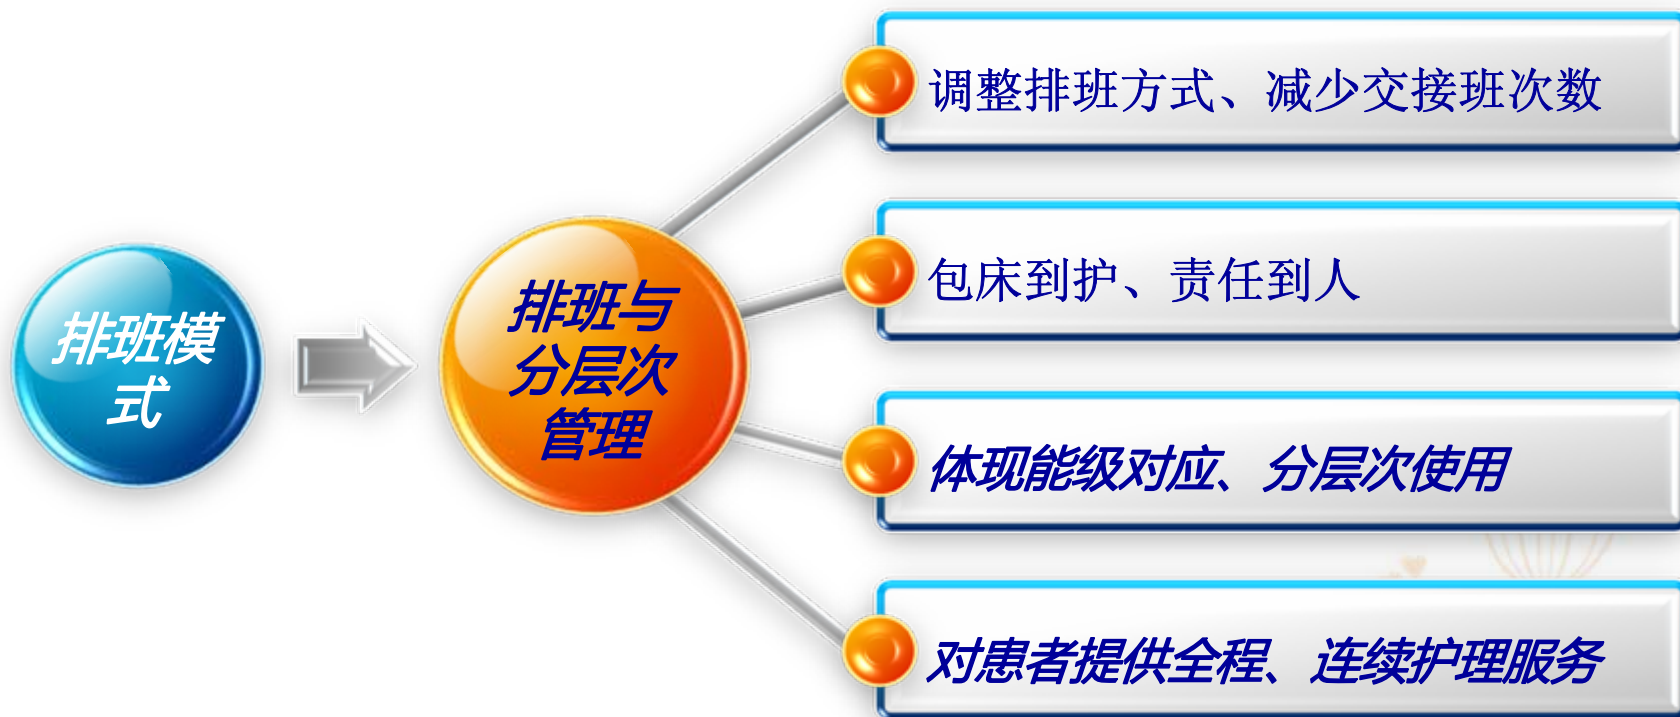 排班模
式
排班与
分层次
管理
调整排班方式、减少交接班次数
包床到护、责任到人
体现能级对应、分层次使用
对患者提供全程、连续护理服务